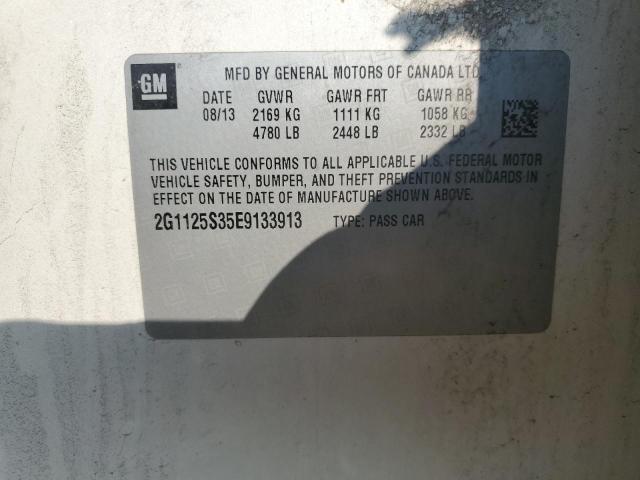 GM
MFD BY GENERAL MOTORS OF CANADA LTD
DATE GVWR GAWR FRT GAWR RR
08/13 2169 KG 1111 KG 1058 KG
4780 LB 2448 LB 2332 LB
THIS VEHICLE CONFORMS TO ALL APPLICABLE U.S. FEDERAL MOTOR
VEHICLE SAFETY, BUMPER, AND THEFT PREVENTION STANDARDS IN
EFFECT ON THE DATE OF MANUFACTURE SHOWN ABOVE.
2G1125S35E9133913 TYPE: PASS CAR